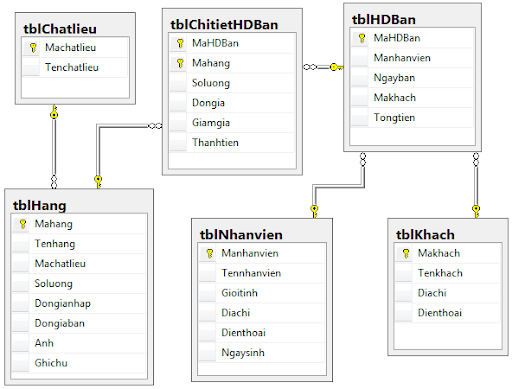 tblChatlieu
Machatlieu
Tenchatlieu
tblChitietHDBan
MaHDBan
Mahang
Soluong
Dongia
Giamgia
Thanhtien
tblHDBan
MaHDBan
Manhanvien
Ngayban
Makhach
Tongtien
tblHang
Mahang
Tenhang
Machatlieu
Soluong
Dongianhap
Dongiaban
Anh
Ghichu
tblNhanvien
Manhanvien
Tennhanvien
Gioitinh
Diachi
Dienthoai
Ngaysinh
tblKhach
Makhach
Tenkhach
Diachi
Dienthoai